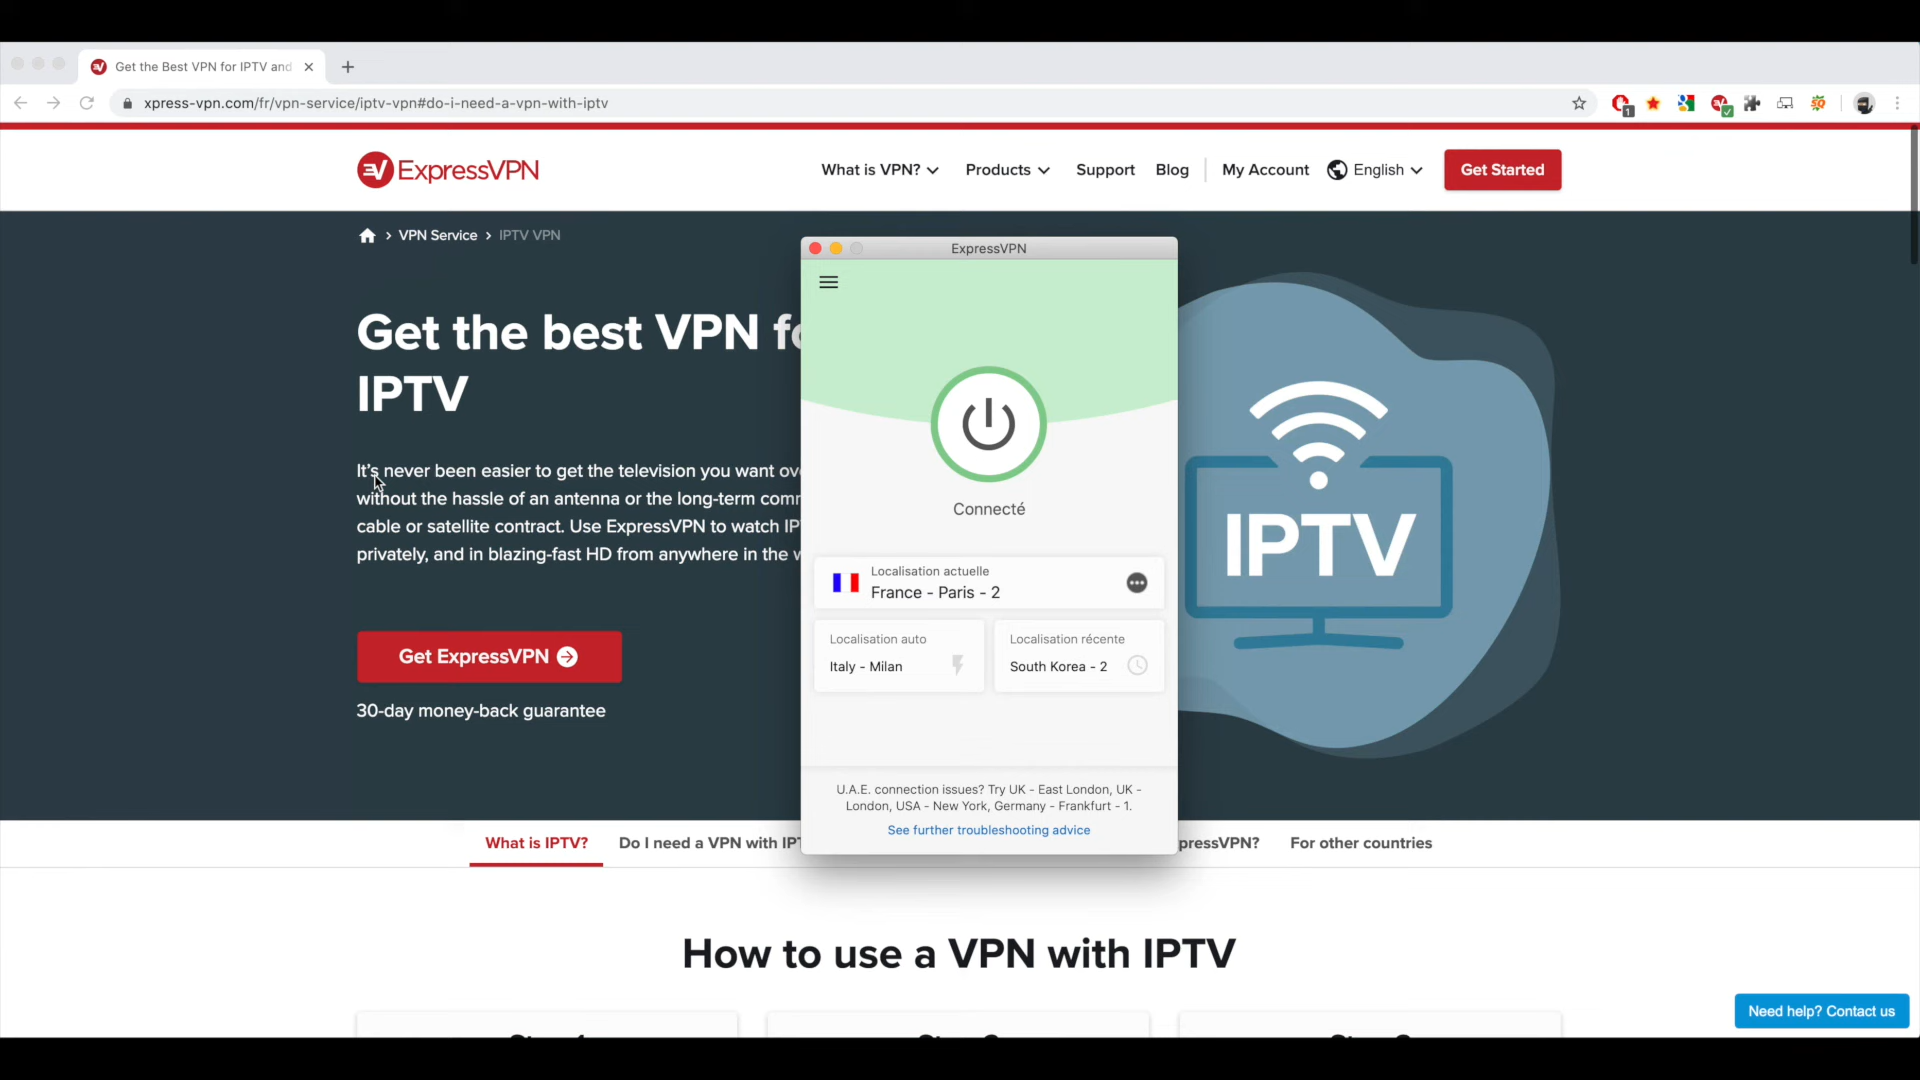 Get the Best VPN for IPTV and
xpress-vpn.com/fr/vpn-service/iptv-vpn#do-i-need-a-vpn-with-iptv
1
SQ
ExpressVPN
What is VPN?
Products
Support
Blog
My Account
English
Get Started
VPN Service > IPTV VPN
Get the best VPN
IPTV
It's never been easier to get the television you want
without the hassle of an antenna or the long-term
cable or satellite contract. Use ExpressVPN to watch
privately, and in blazing-fast HD from anywhere in the
Get ExpressVPN
30-day money-back guarantee
ExpressVPN
Connecté
Localisation actuelle
France - Paris - 2
Localisation auto
Italy - Milan
Localisation récente
South Korea - 2
U.A.E. connection issues? Try UK - East London, UK -
London, USA - New York, Germany - Frankfurt - 1.
See further troubleshooting advice
IPTV
What is IPTV?
Do I need a VPN with
pressVPN?
For other countries
How to use a VPN with IPTV
Need help? Contact us